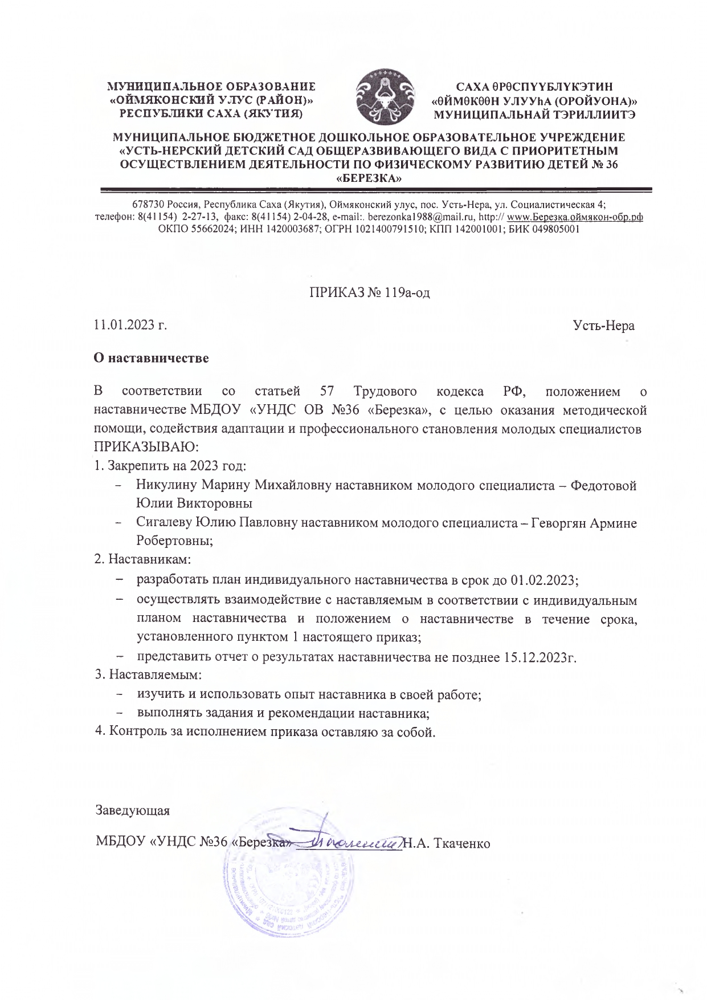 МУНИЦИПАЛЬНОЕ ОБРАЗОВАНИЕ
«ОЙМЯКОНСКИЙ УЛУС (РАЙОН)»
РЕСПУБЛИКИ САХА (ЯКУТИЯ)
САХА ӨРӨСПҮҮБЛҮКЭТИН
«ӨЙМӨКӨӨН УЛУУһА (ОРОЙУОНА)»
МУНИЦИПАЛЬНАЙ ТЭРИЛЛИИТЭ
МУНИЦИПАЛЬНОЕ БЮДЖЕТНОЕ ДОШКОЛЬНОЕ ОБРАЗОВАТЕЛЬНОЕ УЧРЕЖДЕНИЕ
«УСТЬ-НЕРСКИЙ ДЕТСКИЙ САД ОБЩЕРАЗВИВАЮЩЕГО ВИДА С ПРИОРИТЕТНЫМ
ОСУЩЕСТВЛЕНИЕМ ДЕЯТЕЛЬНОСТИ ПО ФИЗИЧЕСКОМУ РАЗВИТИЮ ДЕТЕЙ № 36
«БЕРЕЗКА»
678730 Россия, Республика Саха (Якутия), Оймяконский улус, пос. Усть-Нера, ул. Социалистическая 4;
телефон: 8(41154) 2-27-13, факс: 8(41154) 2-04-28, e-mail:. berezonka1988@mail.ru, http:// www.Березка.оймякон-обр.рф
ОКПО 55662024; ИНН 1420003687; ОГРН 1021400791510; КПП 142001001; БИК 049805001
ПРИКАЗ № 119а-од
11.01.2023 г. Усть-Нера
О наставничестве
В соответствии со статьей 57 Трудового кодекса РФ, положением о
наставничестве МБДОУ «УНДС ОВ №36 «Березка», с целью оказания методической
помощи, содействия адаптации и профессионального становления молодых специалистов
ПРИКАЗЫВАЮ:
1. Закрепить на 2023 год:
– Никулину Марину Михайловну наставником молодого специалиста – Федотовой
Юлии Викторовны
– Сигалеву Юлию Павловну наставником молодого специалиста – Геворгян Армине
Робертовны;
2. Наставникам:
– разработать план индивидуального наставничества в срок до 01.02.2023;
– осуществлять взаимодействие с наставляемым в соответствии с индивидуальным
планом наставничества и положением о наставничестве в течение срока,
установленного пунктом 1 настоящего приказ;
– представить отчет о результатах наставничества не позднее 15.12.2023г.
3. Наставляемым:
– изучить и использовать опыт наставника в своей работе;
– выполнять задания и рекомендации наставника;
4. Контроль за исполнением приказа оставляю за собой.
Заведующая
МБДОУ «УНДС №36 «Березка» Н.А. Ткаченко